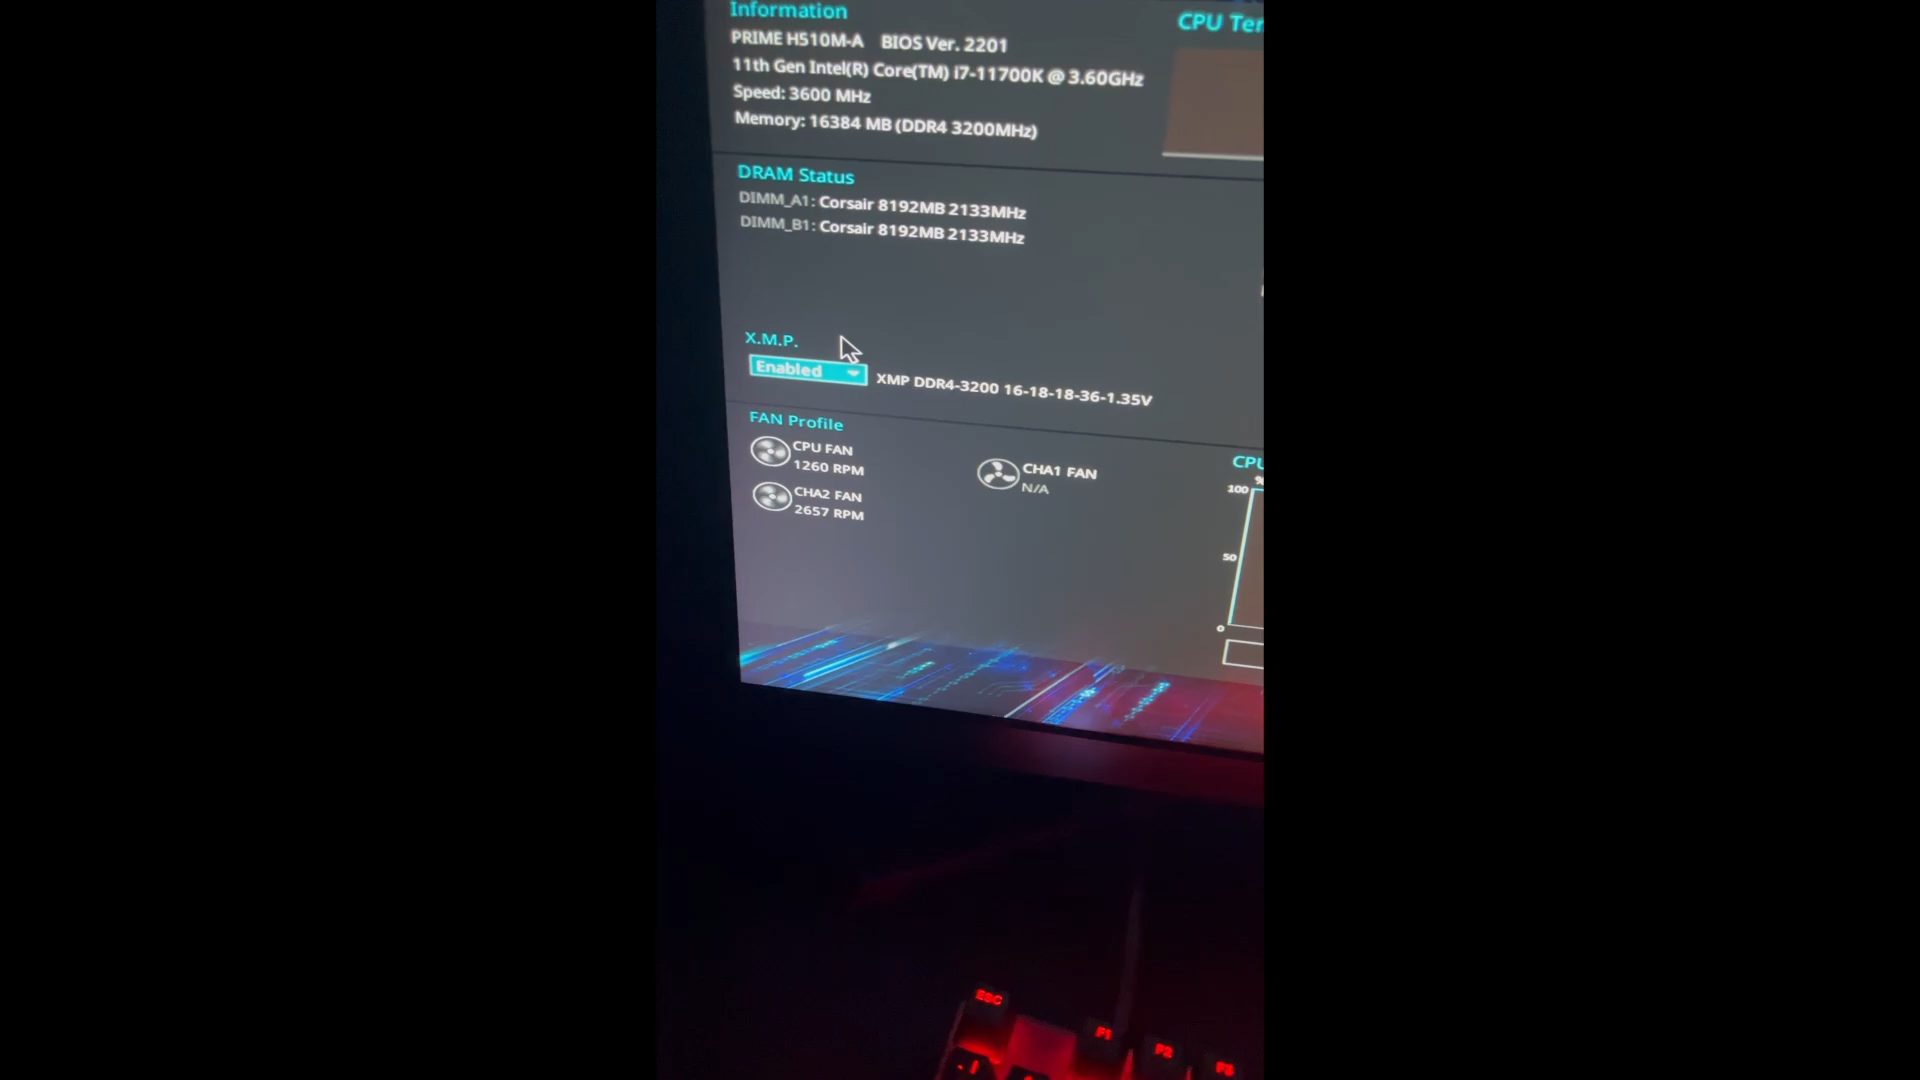 Information
CPU
PRIME H510M-A BIOS Ver. 2201
11th Gen Intel(R) Core(TM) i7-11700K @ 3.60GHz
Speed: 3600 MHz
Memory: 16384 MB (DDR4 3200MHz)
DRAM Status
DIMM_A1: Corsair 8192MB 2133MHz
DIMM_B1: Corsair 8192MB 2133MHz
X.M.P.
Enabled
XMP DDR4-3200 16-18-18-36-1.35V
FAN Profile
CPU FAN
1260 RPM
CHA1 FAN
N/A
CHA2 FAN
2657 RPM
CPU
%
100
50
0
ESC
F1
F2
F3